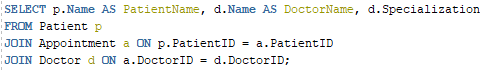 SELECT p.Name AS PatientName, d.Name AS DoctorName, d.Specialization
FROM Patient p
JOIN Appointment a ON p.PatientID = a.PatientID
JOIN Doctor d ON a.DoctorID = d.DoctorID;